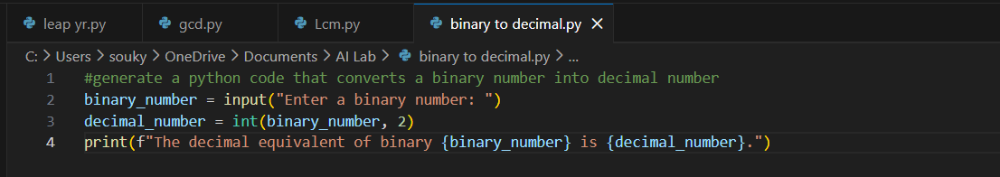 leap yr.py gcd.py Lcm.py binary to decimal.py ×
C: > Users > souky > OneDrive > Documents > AI Lab > binary to decimal.py > ...
1 #generate a python code that converts a binary number into decimal number
2 binary_number = input("Enter a binary number: ")
3 decimal_number = int(binary_number, 2)
4 print(f"The decimal equivalent of binary {binary_number} is {decimal_number}.")